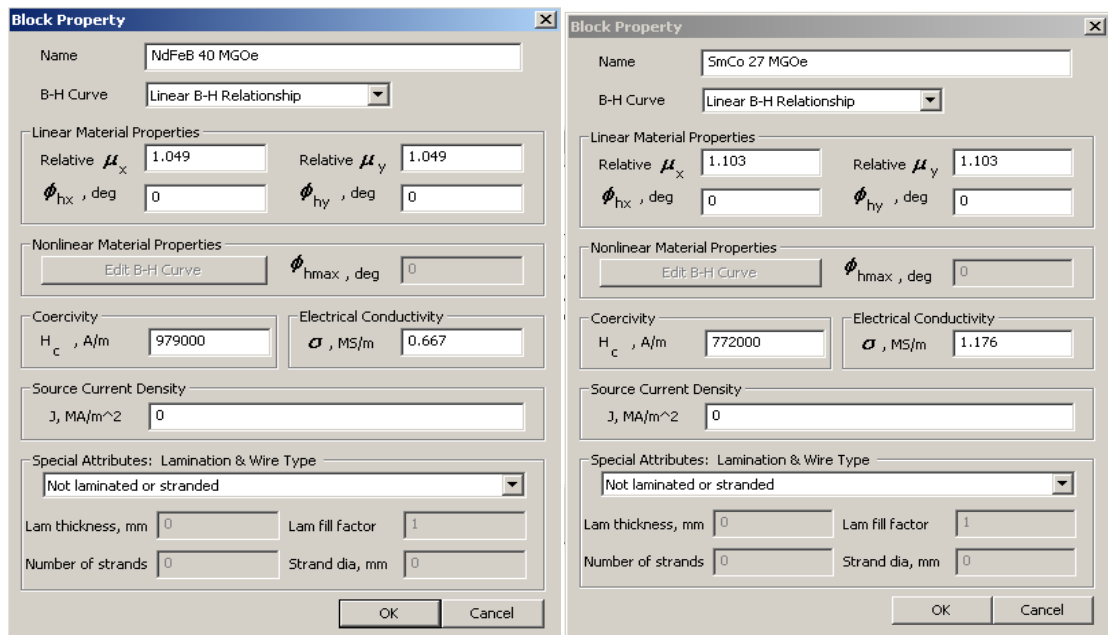 Block Property
Name NdFeB 40 MGOe
B-H Curve Linear B-H Relationship
Linear Material Properties
Relative μx 1.049 Relative μy 1.049
ϕhx , deg 0 ϕhy , deg 0
Nonlinear Material Properties
Edit B-H Curve ϕhmax , deg 0
Coercivity Electrical Conductivity
Hc , A/m 979000 σ , MS/m 0.667
Source Current Density
J, MA/m^2 0
Special Attributes: Lamination & Wire Type
Not laminated or stranded
Lam thickness, mm 0 Lam fill factor 1
Number of strands 0 Strand dia, mm 0
OK Cancel
Block Property
Name SmCo 27 MGOe
B-H Curve Linear B-H Relationship
Linear Material Properties
Relative μx 1.103 Relative μy 1.103
ϕhx , deg 0 ϕhy , deg 0
Nonlinear Material Properties
Edit B-H Curve ϕhmax , deg 0
Coercivity Electrical Conductivity
Hc , A/m 772000 σ , MS/m 1.176
Source Current Density
J, MA/m^2 0
Special Attributes: Lamination & Wire Type
Not laminated or stranded
Lam thickness, mm 0 Lam fill factor 1
Number of strands 0 Strand dia, mm 0
OK Cancel